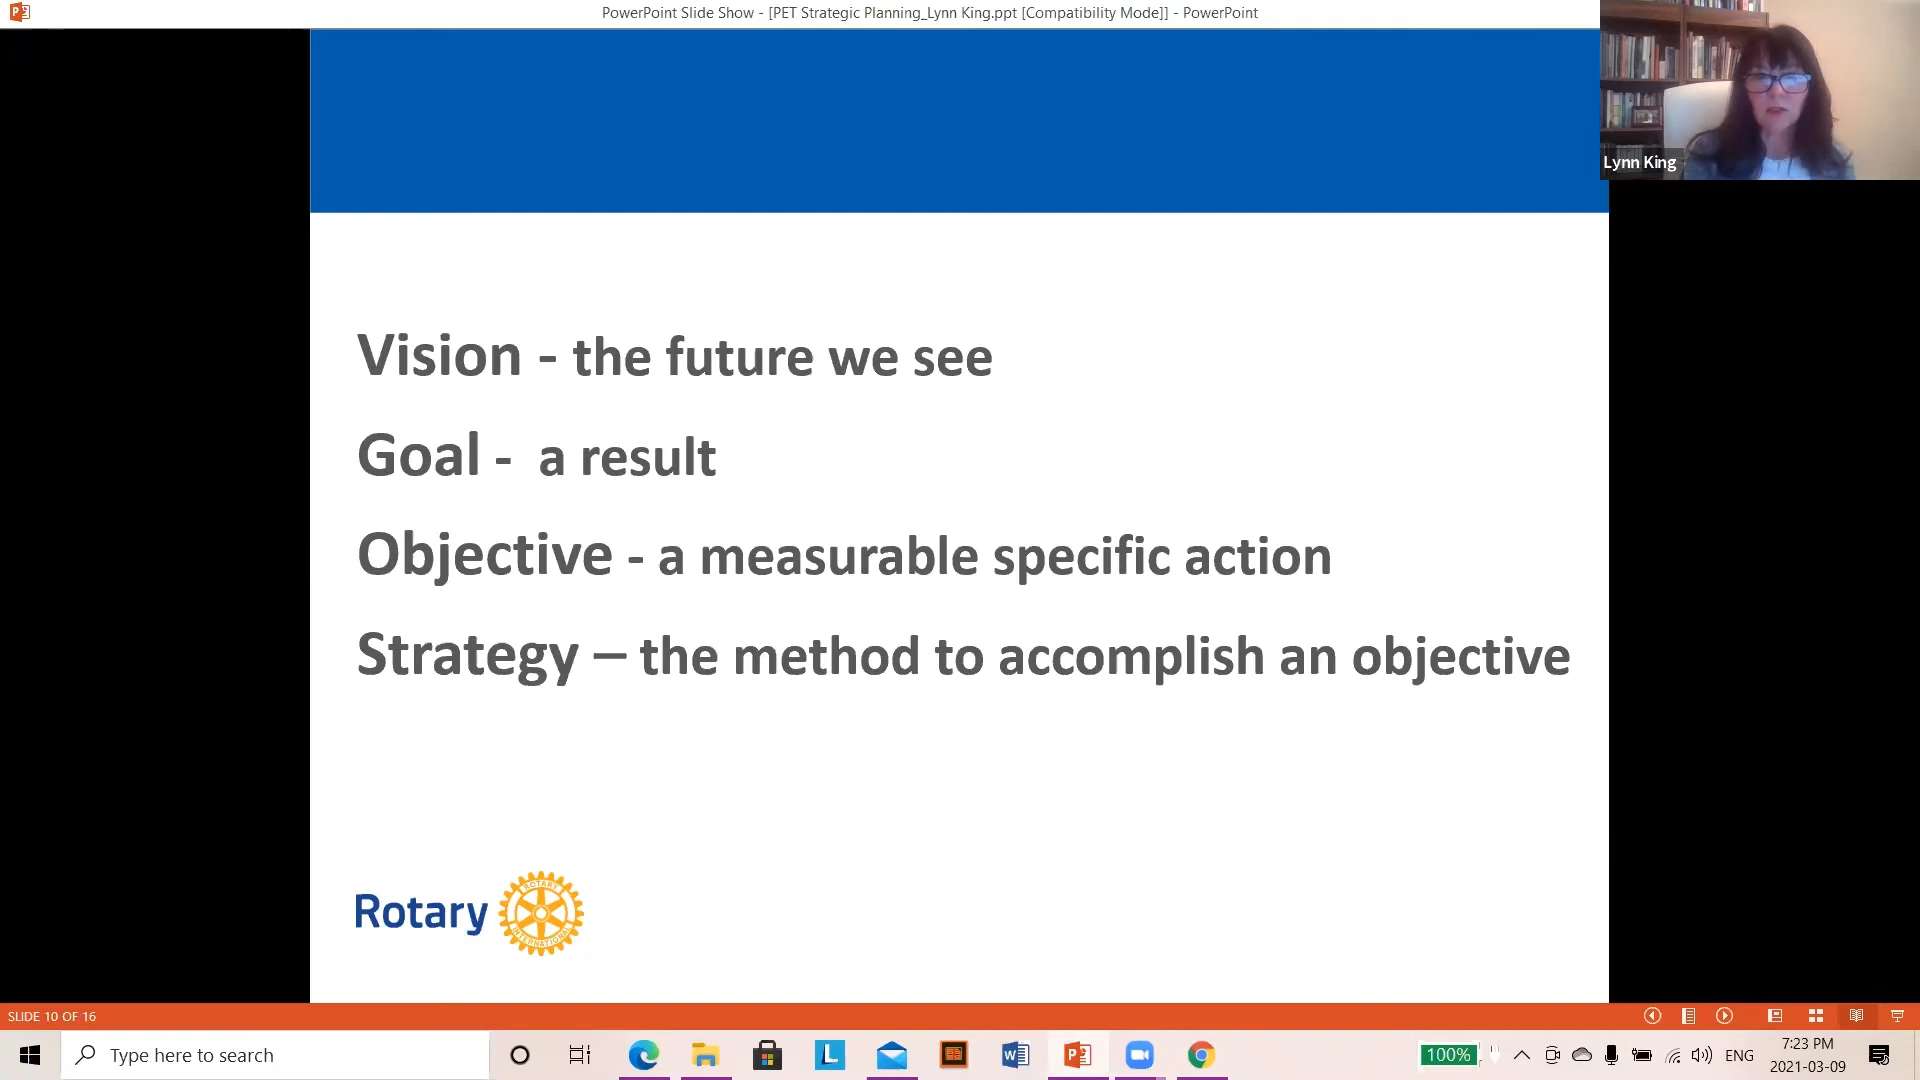 PowerPoint Slide Show - [PET Strategic Planning_Lynn King.ppt [Compatibility Mode]] - PowerPoint
Lynn King
Vision - the future we see
Goal - a result
Objective - a measurable specific action
Strategy – the method to accomplish an objective
Rotary
ROTARY
INTERNATIONAL
SLIDE 10 OF 16
Type here to search
100%
ENG
7:23 PM
2021-03-09